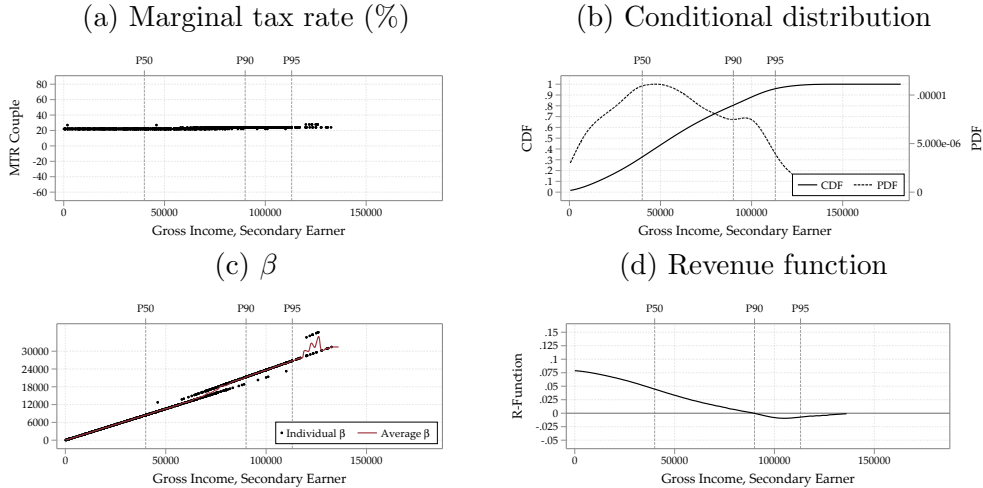 (a) Marginal tax rate (%)
P50 P90 P95
80
60
40
20
0
-20
-40
-60
MTR Couple
0 50000 100000 150000
Gross Income, Secondary Earner
(b) Conditional distribution
P50 P90 P95
1
.9
.8
.7
.6
.5
.4
.3
.2
.1
0
CDF
.00001
5.000e-06
0
PDF
CDF PDF
0 50000 100000 150000
Gross Income, Secondary Earner
(c) β
P50 P90 P95
30000
24000
18000
12000
6000
0
Individual β Average β
0 50000 100000 150000
Gross Income, Secondary Earner
(d) Revenue function
P50 P90 P95
.15
.125
.1
.075
.05
.025
0
-.025
-.05
R-Function
0 50000 100000 150000
Gross Income, Secondary Earner